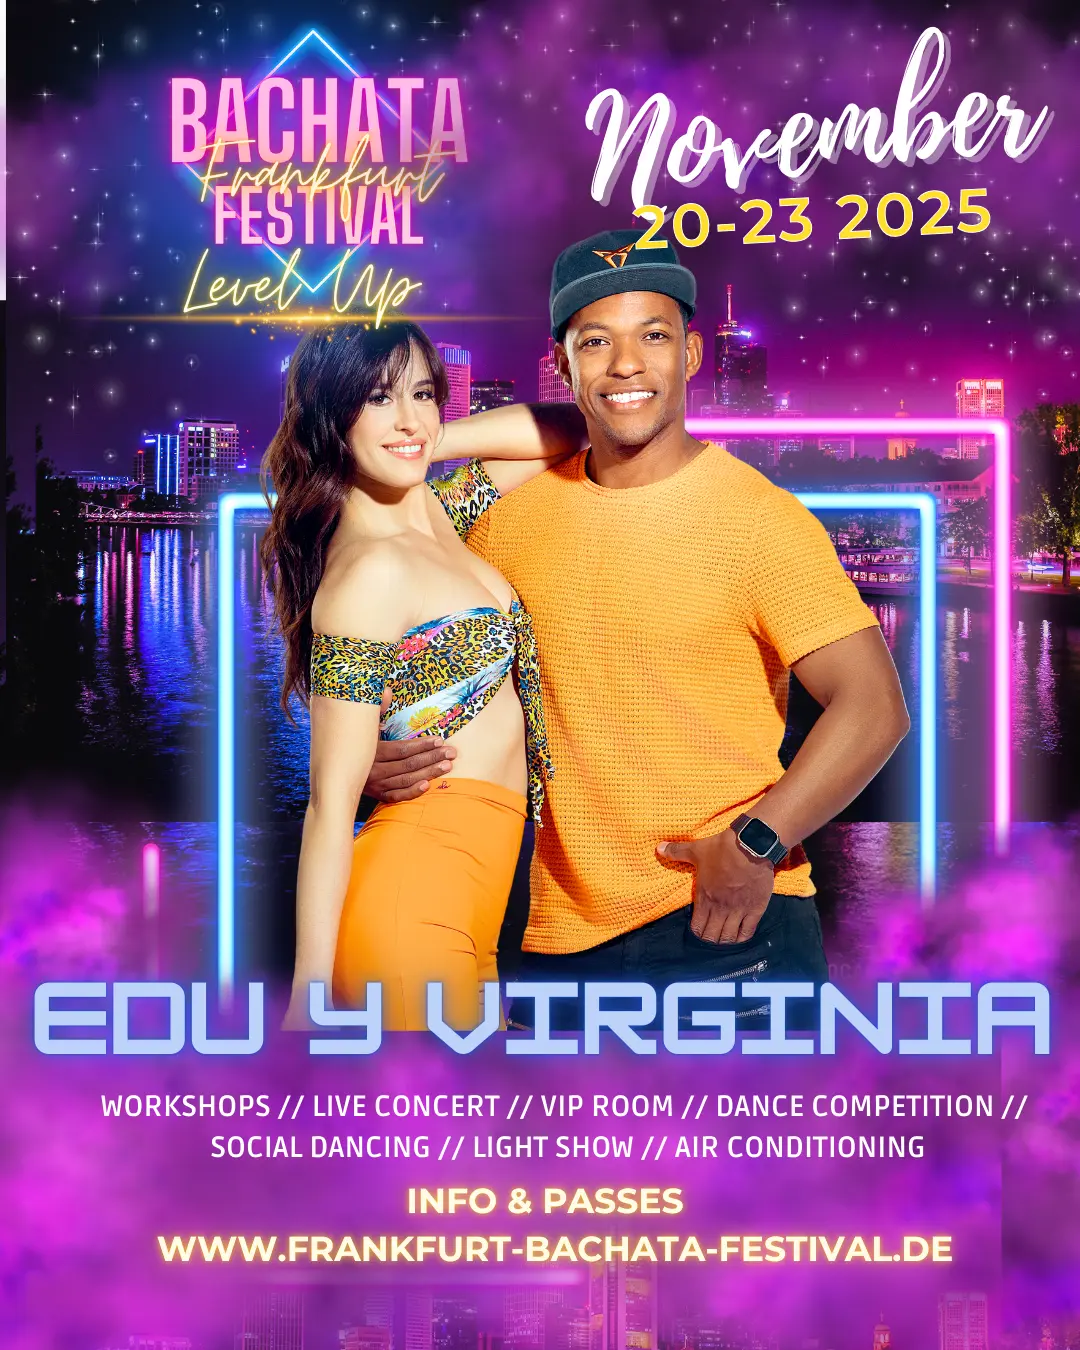 BACHATA
Frankfurt
FESTIVAL
Level Up
November
20-23 2025
EDU Y VIRGINIA
WORKSHOPS // LIVE CONCERT // VIP ROOM // DANCE COMPETITION //
SOCIAL DANCING // LIGHT SHOW // AIR CONDITIONING
INFO & PASSES
WWW.FRANKFURT-BACHATA-FESTIVAL.DE